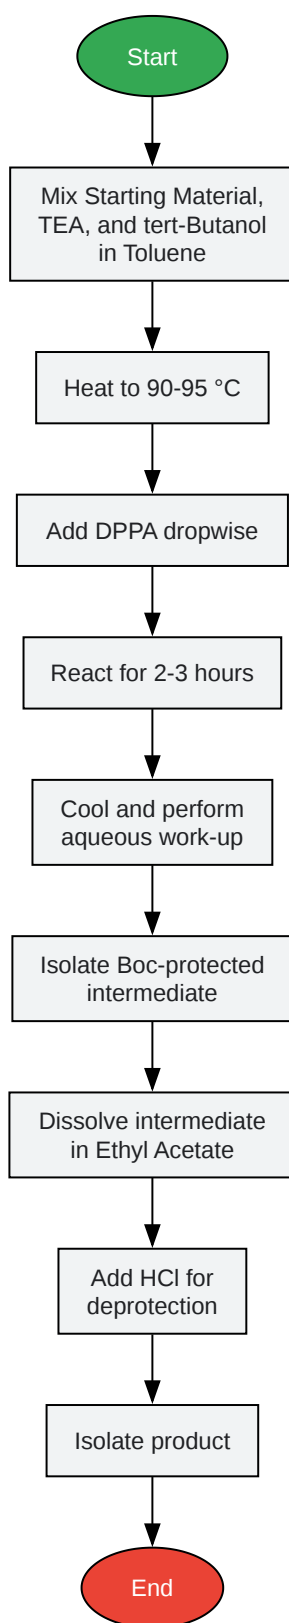 Start
Mix Starting Material,
TEA, and tert-Butanol
in Toluene
Heat to 90-95 °C
Add DPPA dropwise
React for 2-3 hours
Cool and perform
aqueous work-up
Isolate Boc-protected
intermediate
Dissolve intermediate
in Ethyl Acetate
Add HCl for
deprotection
Isolate product
End